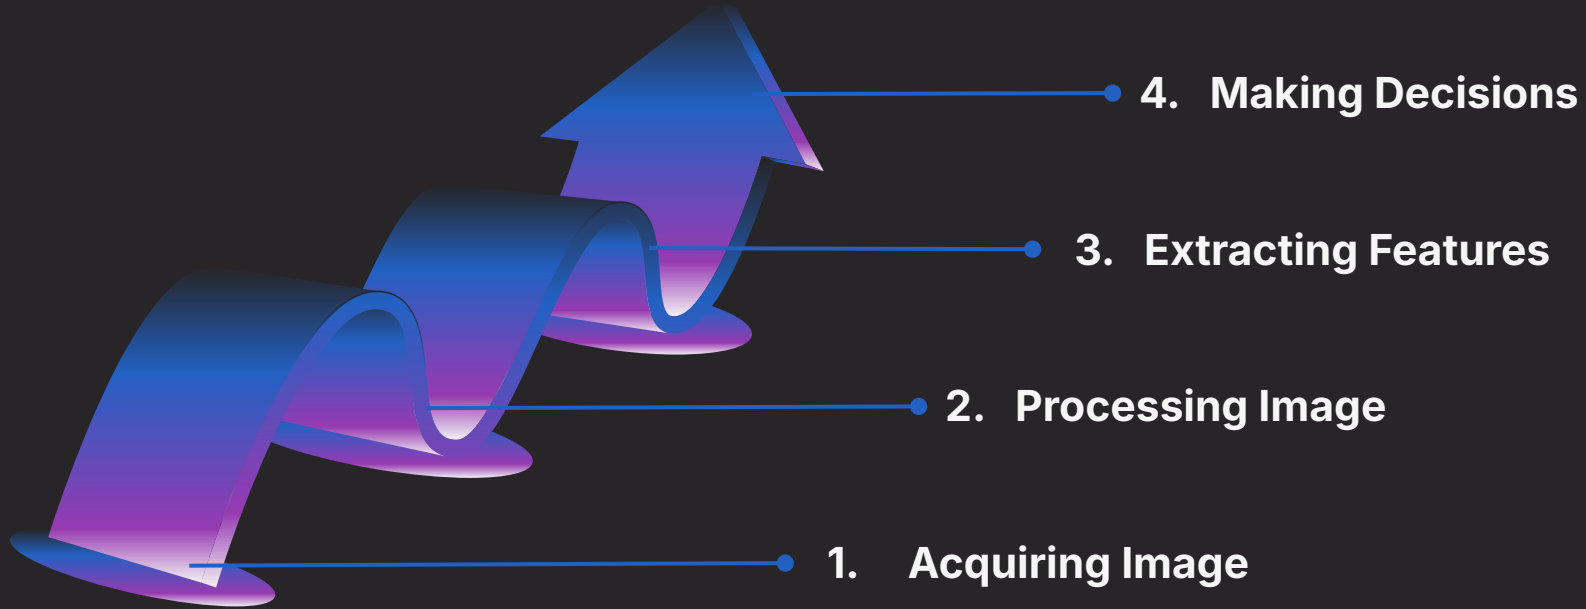 4. Making Decisions
3. Extracting Features
2. Processing Image
1. Acquiring Image